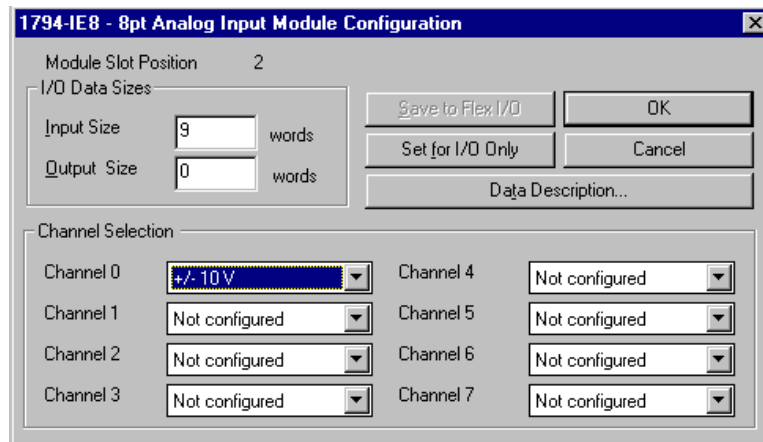 1794-IE8 - 8pt Analog Input Module Configuration
Module Slot Position 2
I/O Data Sizes
Input Size 9 words
Output Size 0 words
Save to Flex I/O
OK
Set for I/O Only
Cancel
Data Description...
Channel Selection
Channel 0 +/- 10 V
Channel 4 Not configured
Channel 1 Not configured
Channel 5 Not configured
Channel 2 Not configured
Channel 6 Not configured
Channel 3 Not configured
Channel 7 Not configured